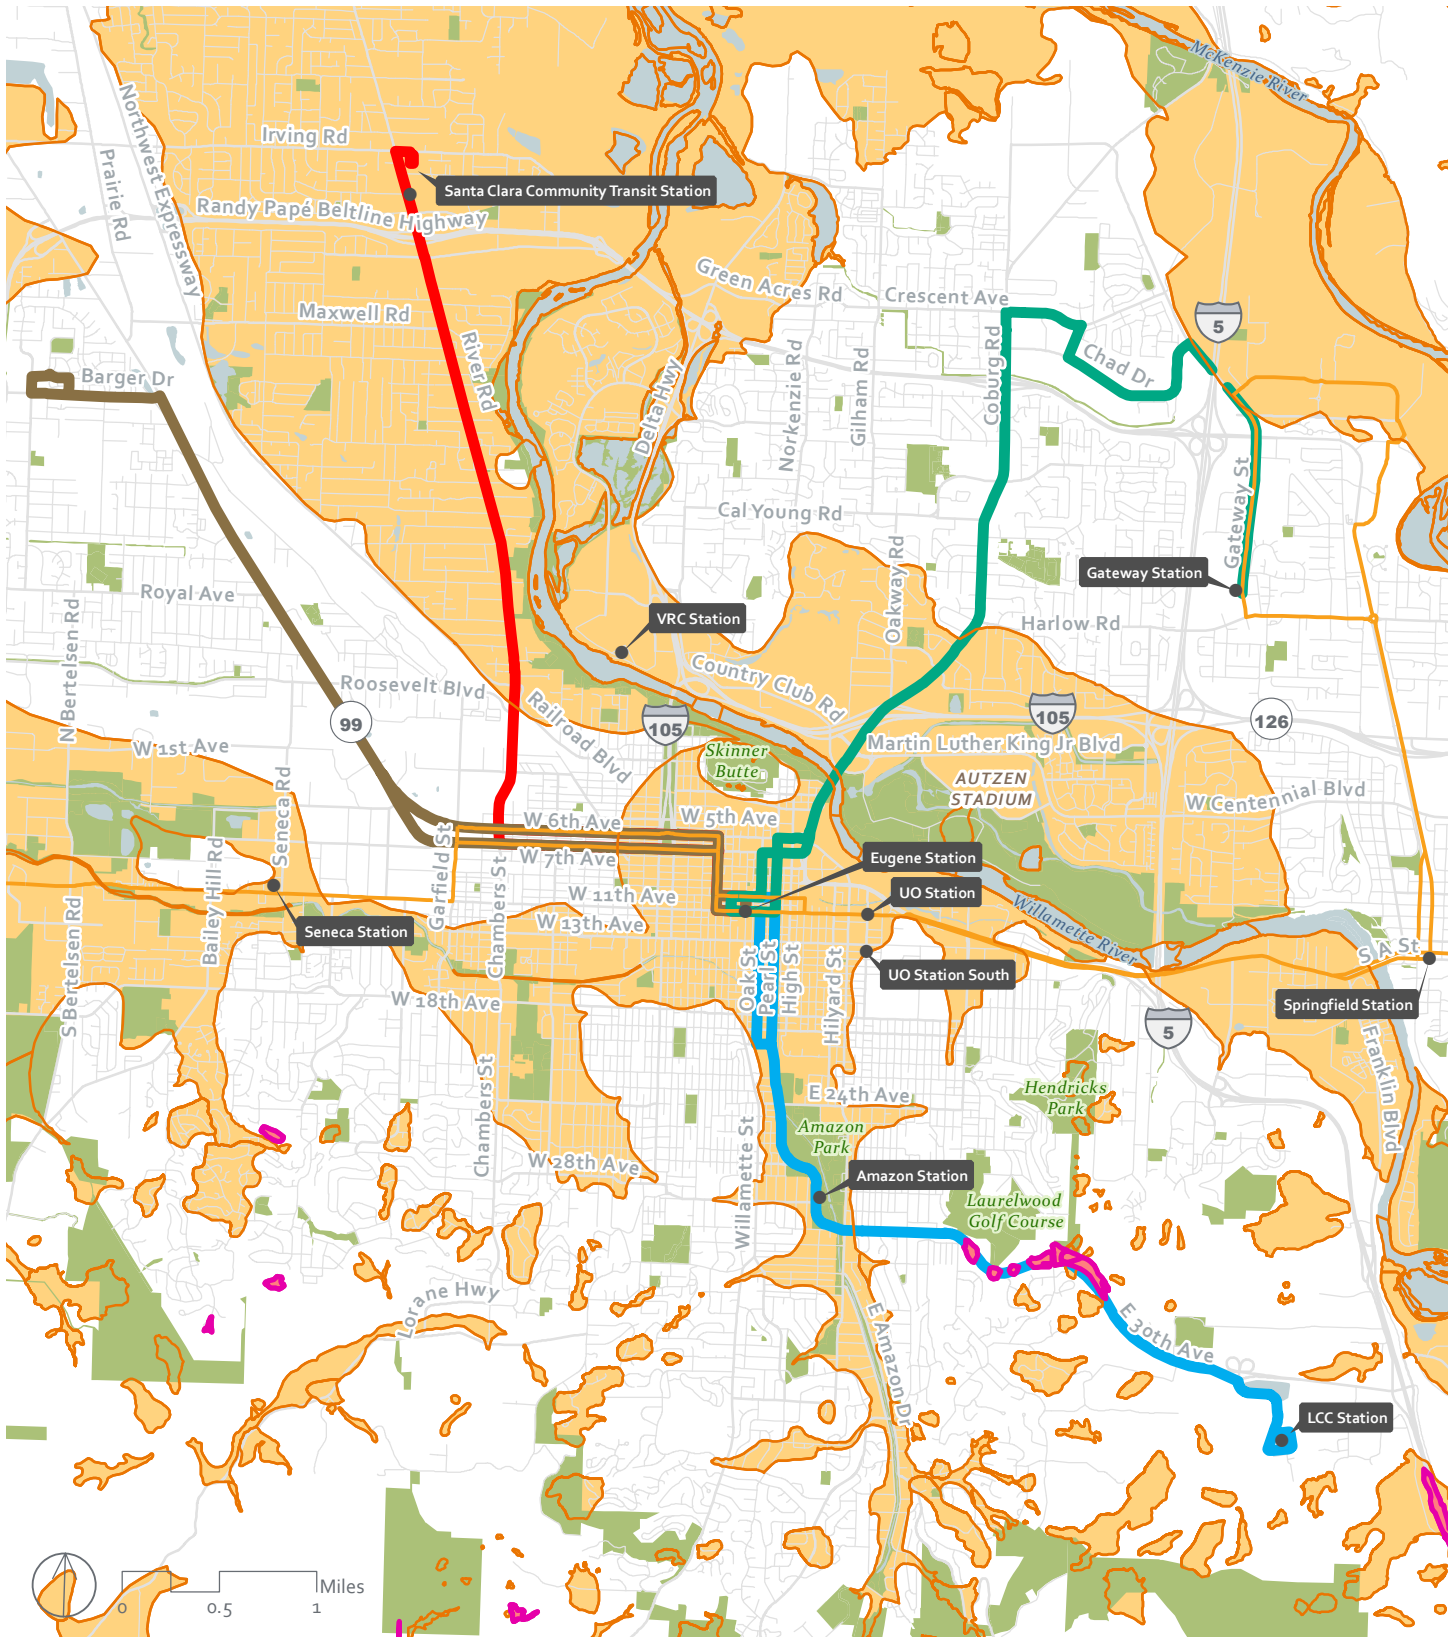 McKenzie River
Northwest Expressway
Irving Rd
Prairie Rd
Santa Clara Community Transit Station
Randy Papé Beltline Highway
Green Acres Rd
Crescent Ave
Maxwell Rd
5
River Rd
Coburg Rd
Chad Dr
Norkenzie Rd
Gilham Rd
Delta Hwy
Barger Dr
Gateway St
Cal Young Rd
Oakway Rd
Gateway Station
Royal Ave
N Bertelsen Rd
VRC Station
Harlow Rd
Country Club Rd
Roosevelt Blvd
Railroad Blvd
99
105
105
126
W 1st Ave
Martin Luther King Jr Blvd
Skinner
Butte
AUTZEN
STADIUM
Seneca Rd
W Centennial Blvd
W 6th Ave
W 5th Ave
Garfield St
W 7th Ave
Eugene Station
Bailey Hill Rd
Chambers St
W 11th Ave
UO Station
S Bertelsen Rd
W 13th Ave
Willamette River
Seneca Station
S A St
Oak St
Pearl St
High St
Hilyard St
UO Station South
W 18th Ave
Springfield Station
5
Franklin Blvd
Chambers St
E 24th Ave
Hendricks
Park
Amazon
Park
Willamette St
W 28th Ave
Amazon Station
Laurelwood
Golf Course
Lorane Hwy
E Amazon Dr
E 30th Ave
LCC Station
Miles
0
0.5
1